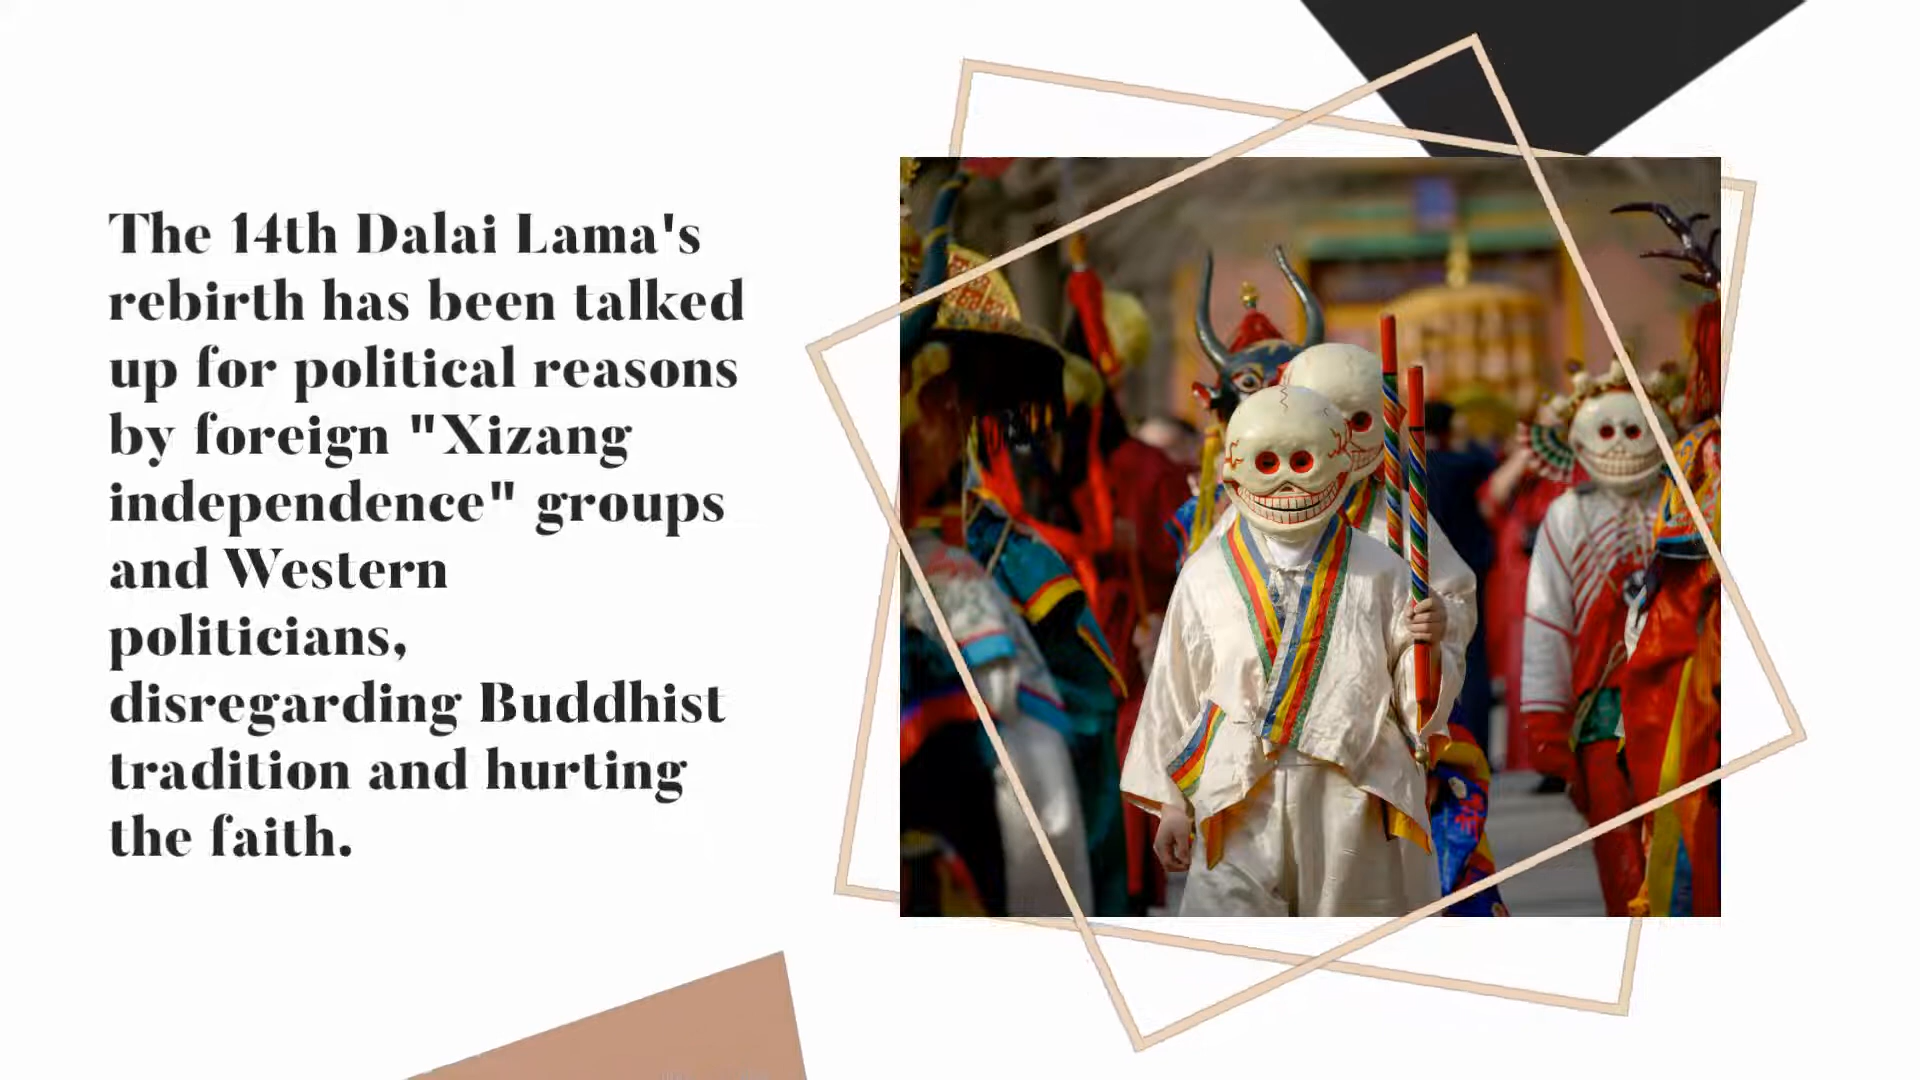 The 14th Dalai Lama's
rebirth has been talked
up for political reasons
by foreign "Xizang
independence" groups
and Western
politicians,
disregarding Buddhist
tradition and hurting
the faith.